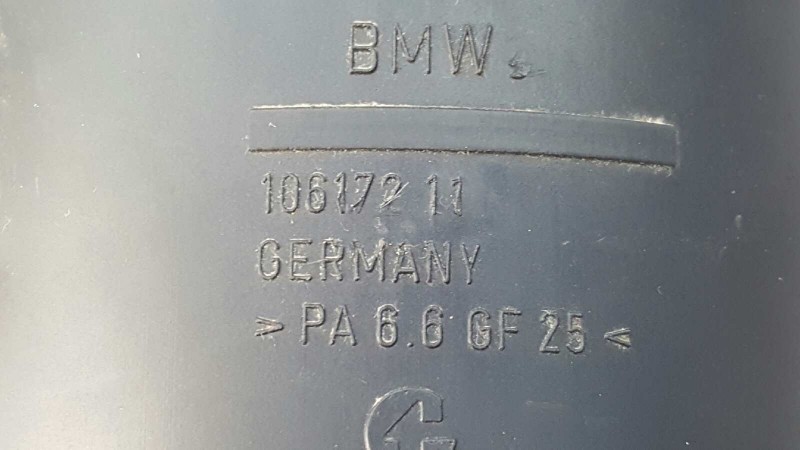 BMW
106172 11
GERMANY
> PA 6.6 GF 25 <